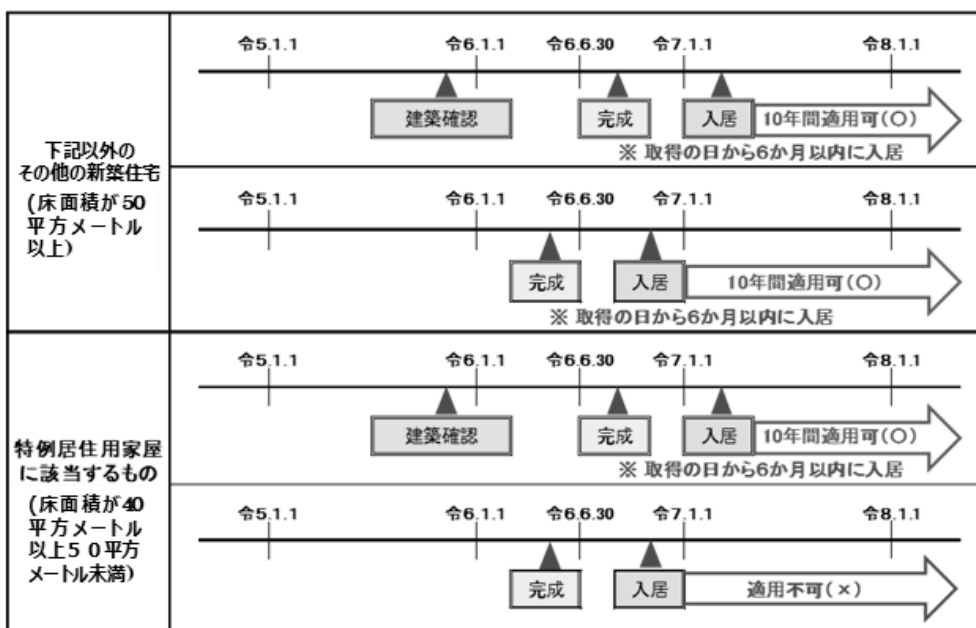 下記以外の
その他の新築住宅
(床面積が50
平方メートル
以上)
令5.1.1 令6.1.1 令6.6.30 令7.1.1 令8.1.1
建築確認 完成 入居 10年間適用可(○)
※ 取得の日から6か月以内に入居
令5.1.1 令6.1.1 令6.6.30 令7.1.1 令8.1.1
完成 入居 10年間適用可(○)
※ 取得の日から6か月以内に入居
特例居住用家屋
に該当するもの
(床面積が40
平方メートル
以上50平方
メートル未満)
令5.1.1 令6.1.1 令6.6.30 令7.1.1 令8.1.1
建築確認 完成 入居 10年間適用可(○)
※ 取得の日から6か月以内に入居
令5.1.1 令6.1.1 令6.6.30 令7.1.1 令8.1.1
完成 入居 適用不可(×)